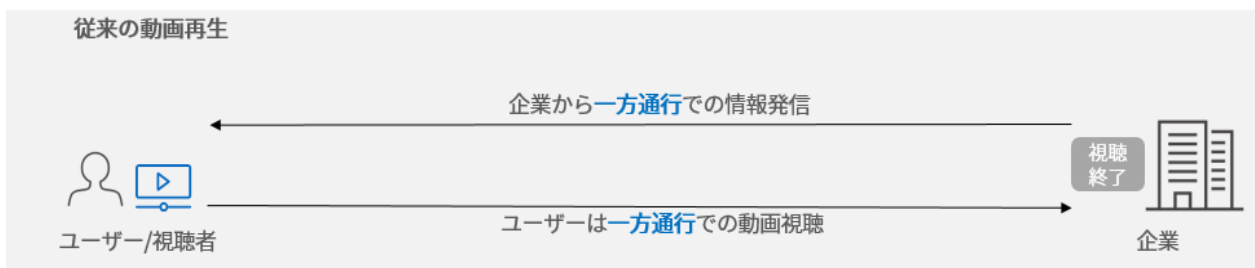 従来の動画再生
企業から一方通行での情報発信
視聴
終了
ユーザーは一方通行での動画視聴
ユーザー/視聴者
企業